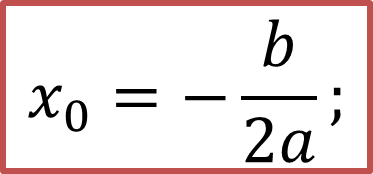 x₀ = −b/2a;